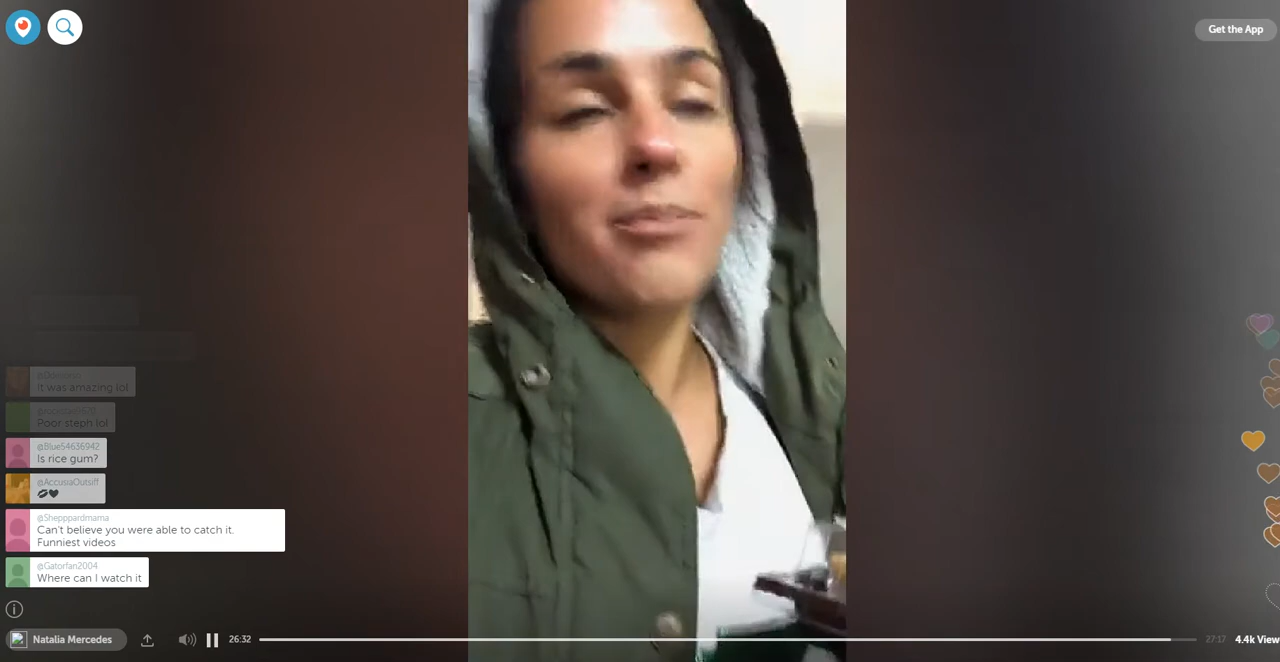 Get the App
It was amazing lol
Poor steph lol
@Blue54636942
Is rice gum?
@AccusiaOutsiff
💋🖤
@Shepppardmama
Can't believe you were able to catch it.
Funniest videos
@Gatorfan2004
Where can I watch it
Natalia Mercedes
26:32
27:17
4.4k View